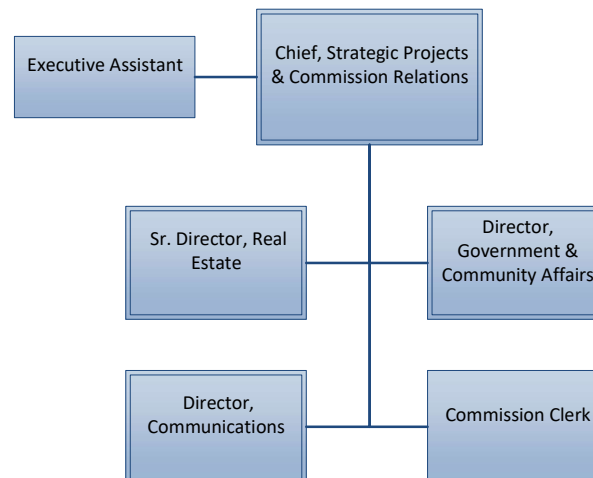 Executive Assistant
Chief, Strategic Projects
& Commission Relations
Sr. Director, Real
Estate
Director,
Government &
Community Affairs
Director,
Communications
Commission Clerk